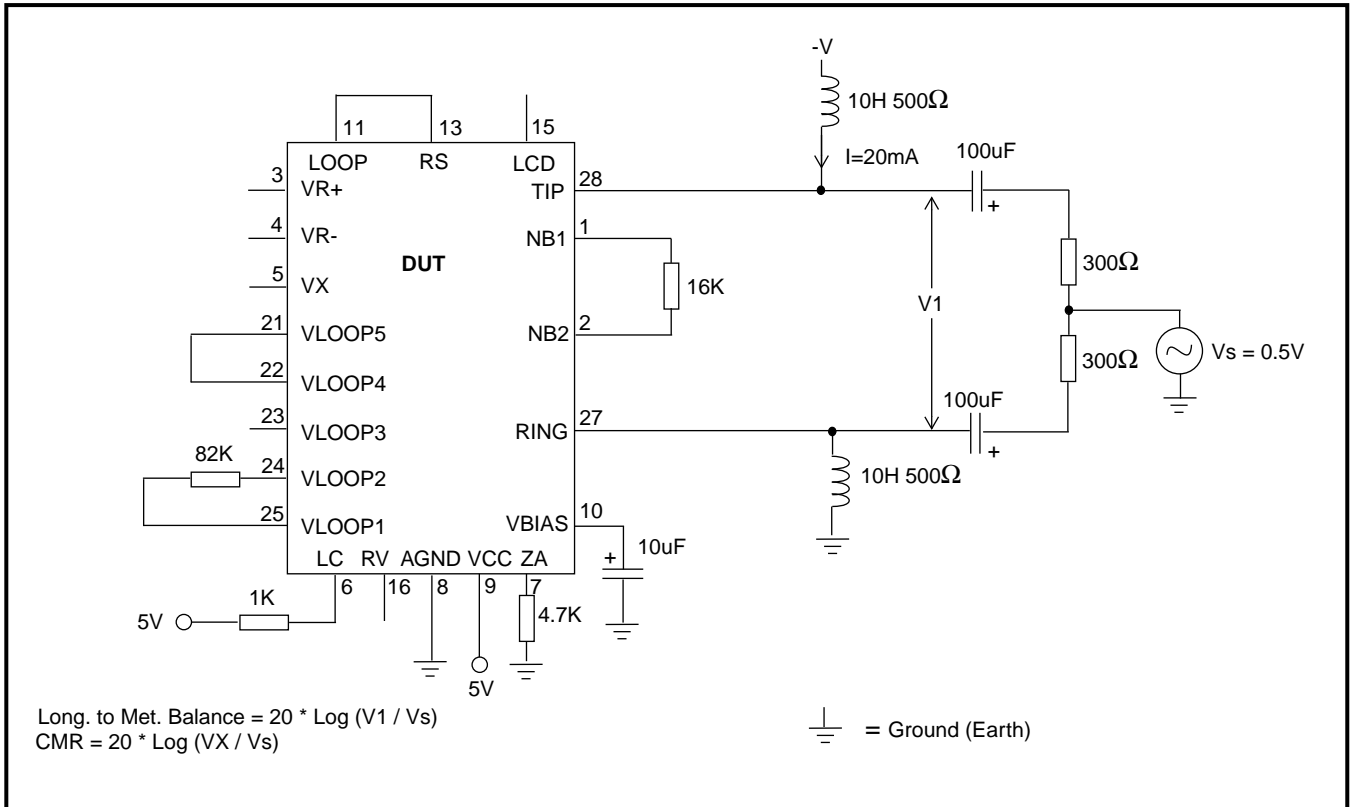 -V
10H 500Ω
I=20mA
100uF
+
11
13
15
LOOP
RS
LCD
3
VR+
28
TIP
4
VR-
1
NB1
DUT
5
VX
16K
300Ω
V1
21
VLOOP5
2
NB2
Vs = 0.5V
300Ω
22
VLOOP4
100uF
+
23
VLOOP3
27
RING
82K
24
VLOOP2
10H 500Ω
25
VLOOP1
10
VBIAS
+
10uF
LC
RV
AGND
VCC
ZA
6
16
8
9
7
1K
5V
4.7K
5V
Long. to Met. Balance = 20 * Log (V1 / Vs)
CMR = 20 * Log (VX / Vs)
= Ground (Earth)